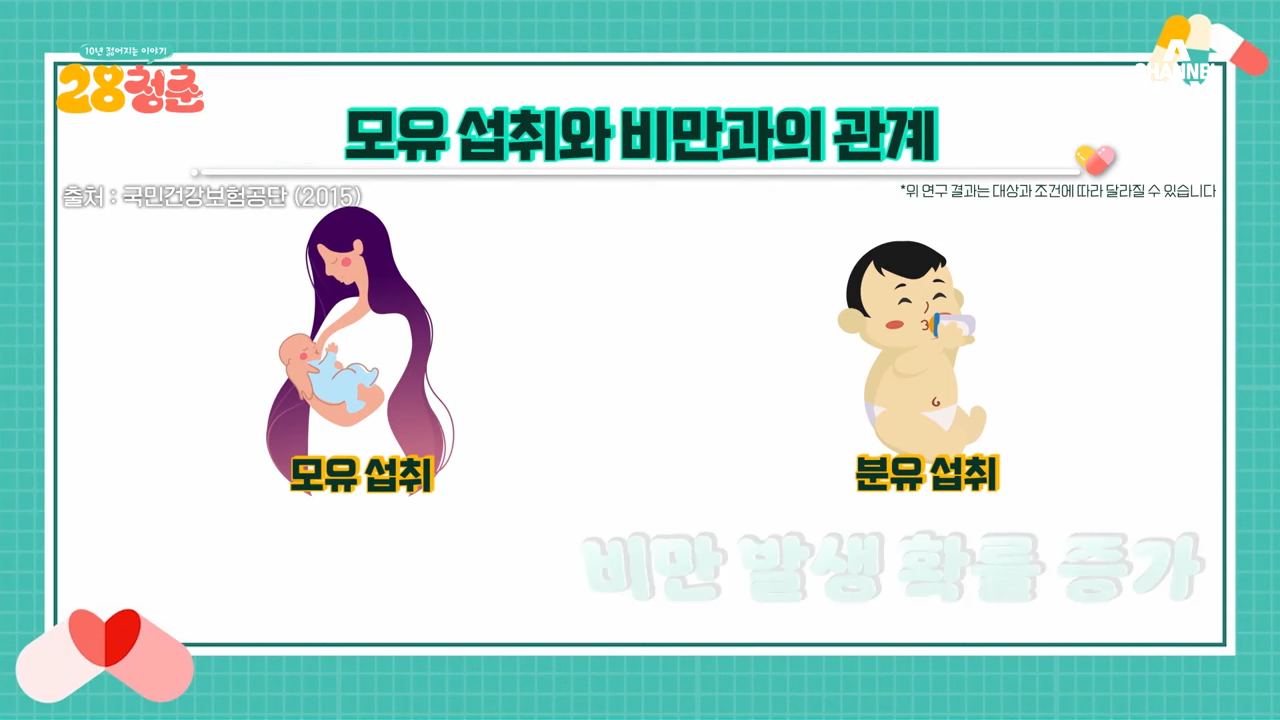 10년 젊어지는 이야기
28청춘
CHANNEL A
모유 섭취와 비만과의 관계
출처 : 국민건강보험공단 (2015)
*위 연구 결과는 대상과 조건에 따라 달라질 수 있습니다
모유 섭취
분유 섭취
비만 발생 확률 증가